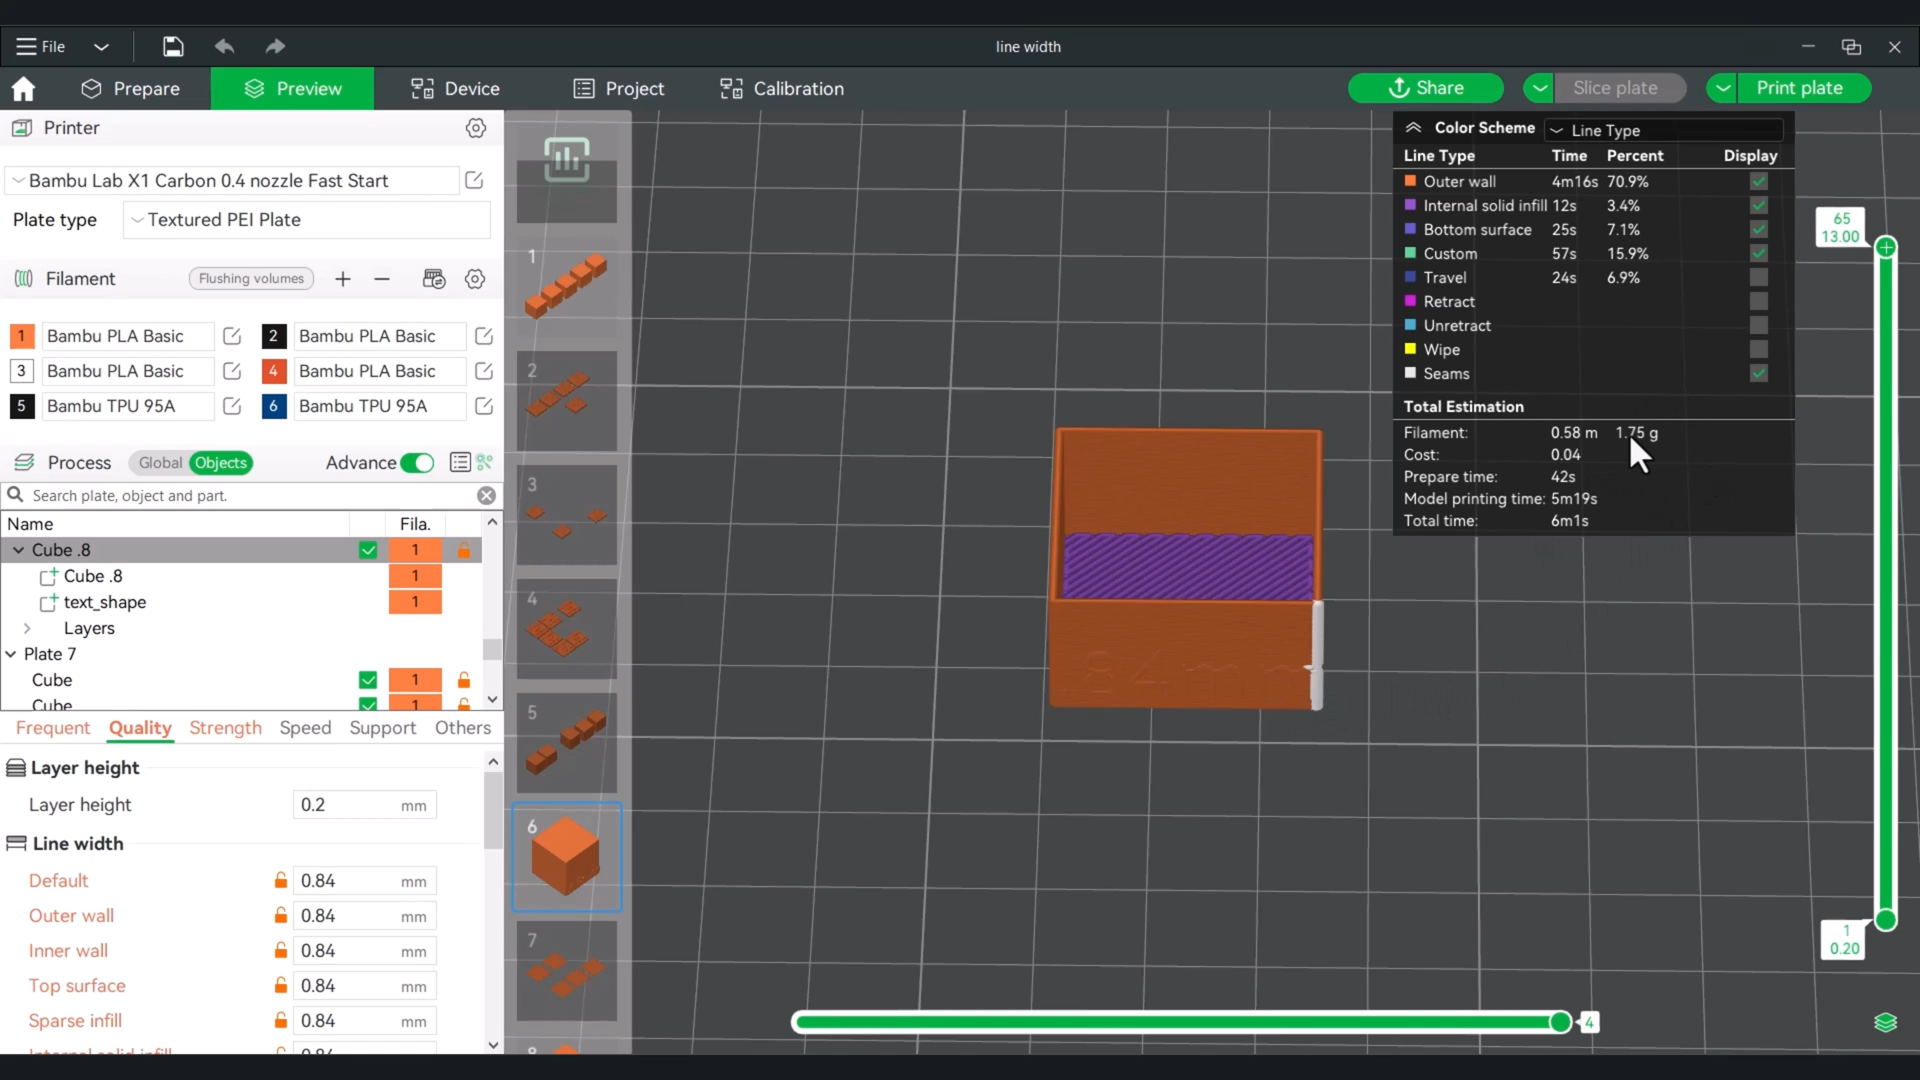 File
line width
Prepare
Preview
Device
Project
Calibration
Share
Slice plate
Print plate
Printer
Bambu Lab X1 Carbon 0.4 nozzle Fast Start
Plate type
Textured PEI Plate
Filament
Flushing volumes
1 Bambu PLA Basic
2 Bambu PLA Basic
3 Bambu PLA Basic
4 Bambu PLA Basic
5 Bambu TPU 95A
6 Bambu TPU 95A
Process
Global Objects
Advance
Search plate, object and part.
Name Fila.
Cube .8 1
Cube .8 1
text_shape 1
Layers
Plate 7
Cube 1
Cube 1
Frequent Quality Strength Speed Support Others
Layer height
Layer height 0.2 mm
Line width
Default 0.84 mm
Outer wall 0.84 mm
Inner wall 0.84 mm
Top surface 0.84 mm
Sparse infill 0.84 mm
Internal solid infill 0.84
1
2
3
4
5
6
7
8
.84mm
Color Scheme Line Type
Line Type Time Percent Display
Outer wall 4m16s 70.9%
Internal solid infill 12s 3.4%
Bottom surface 25s 7.1%
Custom 57s 15.9%
Travel 24s 6.9%
Retract
Unretract
Wipe
Seams
Total Estimation
Filament: 0.58 m 1.75 g
Cost: 0.04
Prepare time: 42s
Model printing time: 5m19s
Total time: 6m1s
65
13.00
1
0.20
4